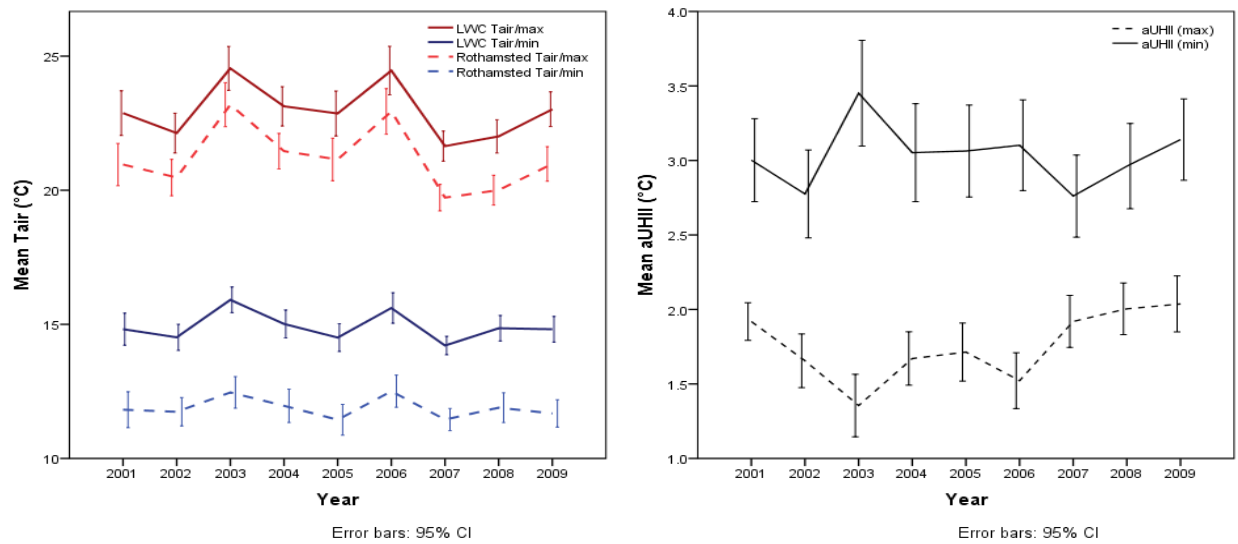 LWC Tair/max
LWC Tair/min
Rothamsted Tair/max
Rothamsted Tair/min
25
20
15
10
Mean Tair (°C)
2001 2002 2003 2004 2005 2006 2007 2008 2009
Year
Error bars: 95% CI
aUHII (max)
aUHII (min)
4.0
3.5
3.0
2.5
2.0
1.5
1.0
Mean aUHII (°C)
2001 2002 2003 2004 2005 2006 2007 2008 2009
Year
Error bars: 95% CI